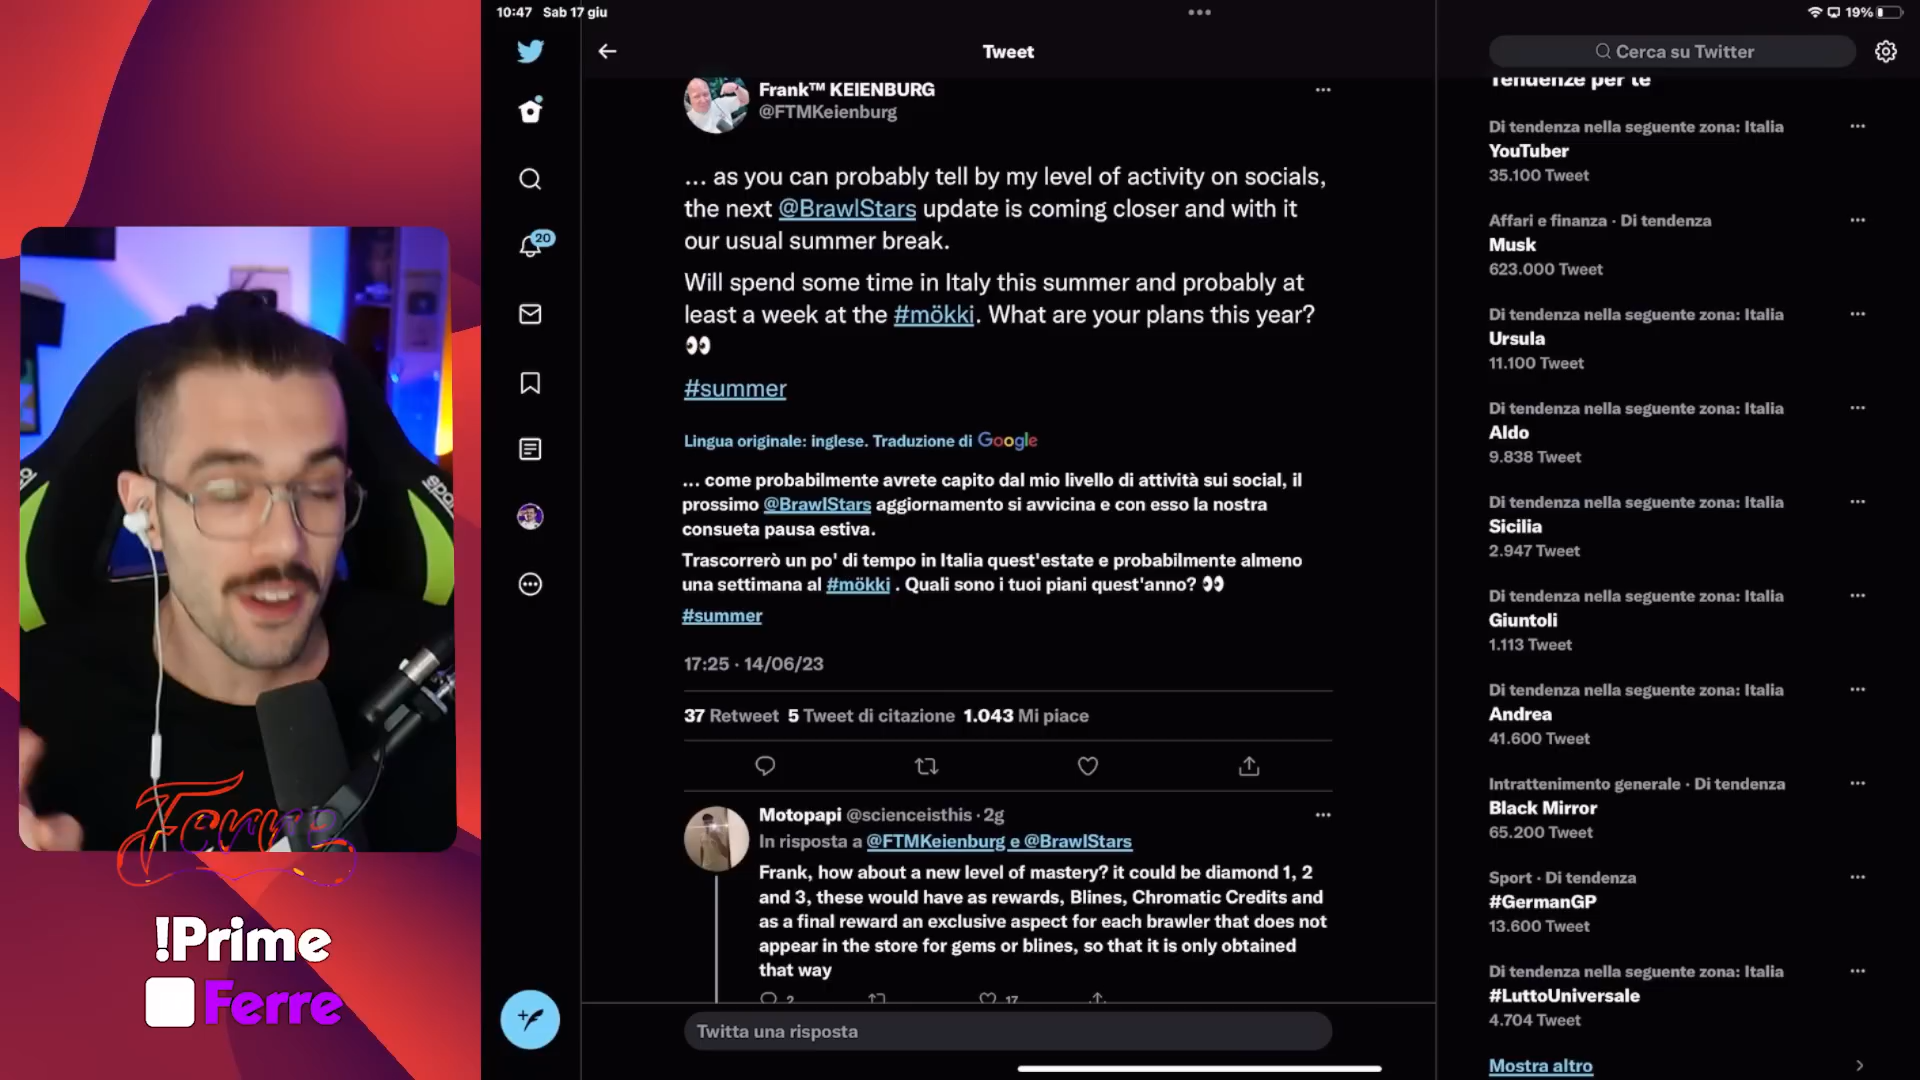 10:47 Sab 17 giu
19%
Tweet
Cerca su Twitter
20
Frank™ KEIENBURG
@FTMKeienburg
... as you can probably tell by my level of activity on socials,
the next @BrawlStars update is coming closer and with it
our usual summer break.
Will spend some time in Italy this summer and probably at
least a week at the #mökki. What are your plans this year?
👀
#summer
Lingua originale: inglese. Traduzione di Google
... come probabilmente avrete capito dal mio livello di attività sui social, il
prossimo @BrawlStars aggiornamento si avvicina e con esso la nostra
consueta pausa estiva.
Trascorrerò un po' di tempo in Italia quest'estate e probabilmente almeno
una settimana al #mökki . Quali sono i tuoi piani quest'anno? 👀
#summer
17:25 · 14/06/23
37 Retweet 5 Tweet di citazione 1.043 Mi piace
Motopapi @scienceisthis · 2g
In risposta a @FTMKeienburg e @BrawlStars
Frank, how about a new level of mastery? it could be diamond 1, 2
and 3, these would have as rewards, Blines, Chromatic Credits and
as a final reward an exclusive aspect for each brawler that does not
appear in the store for gems or blines, so that it is only obtained
that way
2
17
Twitta una risposta
Tendenze per te
Di tendenza nella seguente zona: Italia
YouTuber
35.100 Tweet
Affari e finanza · Di tendenza
Musk
623.000 Tweet
Di tendenza nella seguente zona: Italia
Ursula
11.100 Tweet
Di tendenza nella seguente zona: Italia
Aldo
9.838 Tweet
Di tendenza nella seguente zona: Italia
Sicilia
2.947 Tweet
Di tendenza nella seguente zona: Italia
Giuntoli
1.113 Tweet
Di tendenza nella seguente zona: Italia
Andrea
41.600 Tweet
Intrattenimento generale · Di tendenza
Black Mirror
65.200 Tweet
Sport · Di tendenza
#GermanGP
13.600 Tweet
Di tendenza nella seguente zona: Italia
#LuttoUniversale
4.704 Tweet
Mostra altro
Ferre
!Prime
Ferre